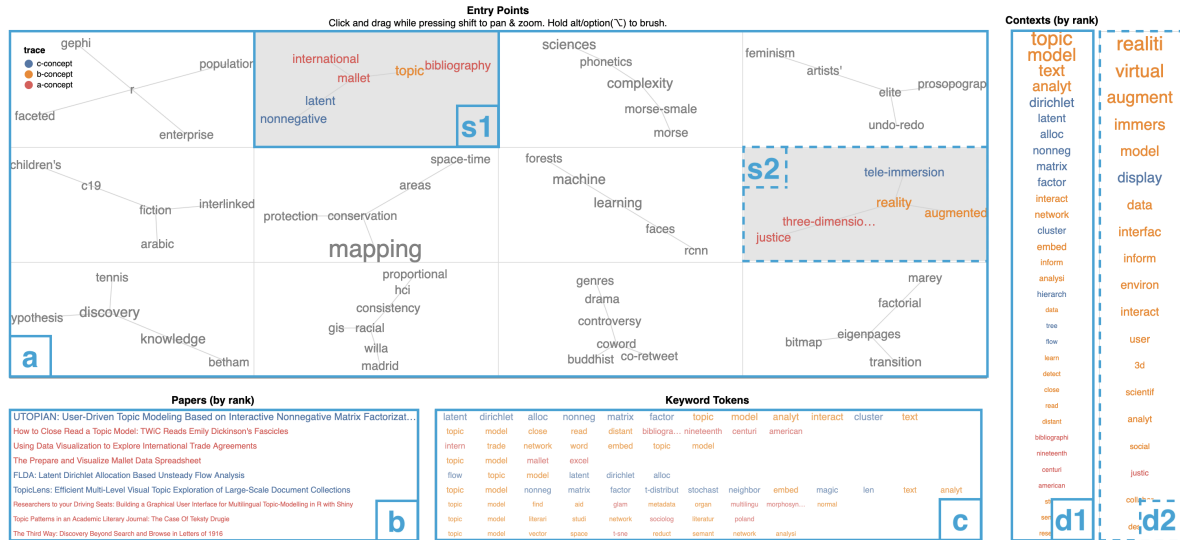 Entry Points
Click and drag while pressing shift to pan & zoom. Hold alt/option(⌥) to brush.
trace
c-concept
b-concept
a-concept
gephi
population
r
faceted
enterprise
international
mallet
topic
bibliography
latent
nonnegative
s1
sciences
phonetics
complexity
morse-smale
morse
feminism
artists'
elite
prosopograp
undo-redo
children's
c19
fiction
interlinked
arabic
space-time
areas
protection
conservation
mapping
forests
machine
learning
faces
rcnn
s2
tele-immersion
reality
augmented
three-dimensio…
justice
tennis
ypothesis
discovery
knowledge
betham
a
proportional
hci
consistency
gis
racial
willa
madrid
genres
drama
controversy
coword
buddhist
co-retweet
marey
factorial
eigenpages
bitmap
transition
Contexts (by rank)
topic
model
text
analyt
dirichlet
latent
alloc
nonneg
matrix
factor
interact
network
cluster
embed
inform
analysi
hierarch
data
tree
flow
learn
detect
close
read
distant
bibliographi
nineteenth
centuri
american
d1
realiti
virtual
augment
immers
model
display
data
interfac
inform
environ
interact
user
3d
scientif
analyt
social
justic
d2
Papers (by rank)
UTOPIAN: User-Driven Topic Modeling Based on Interactive Nonnegative Matrix Factorizat…
How to Close Read a Topic Model: TWiC Reads Emily Dickinson's Fascicles
Using Data Visualization to Explore International Trade Agreements
The Prepare and Visualize Mallet Data Spreadsheet
FLDA: Latent Dirichlet Allocation Based Unsteady Flow Analysis
TopicLens: Efficient Multi-Level Visual Topic Exploration of Large-Scale Document Collections
Researchers to your Driving Seats: Building a Graphical User Interface for Multilingual Topic-Modelling in R with Shiny
Topic Patterns in an Academic Literary Journal: The Case Of Teksty Drugie
The Third Way: Discovery Beyond Search and Browse in Letters of 1916
b
Keyword Tokens
latent dirichlet alloc nonneg matrix factor topic model analyt interact cluster text
topic model close read distant bibliogra… nineteenth centuri american
intern trade network word embed topic model
topic model mallet excel
flow topic model latent dirichlet alloc
topic model nonneg matrix factor t-distribut stochast neighbor embed magic len text analyt
topic model find aid glam metadata organ multilingu morphosyn… normal
topic model literari studi network sociolog literatur poland
topic model vector space t-sne reduct semant network analysi
c